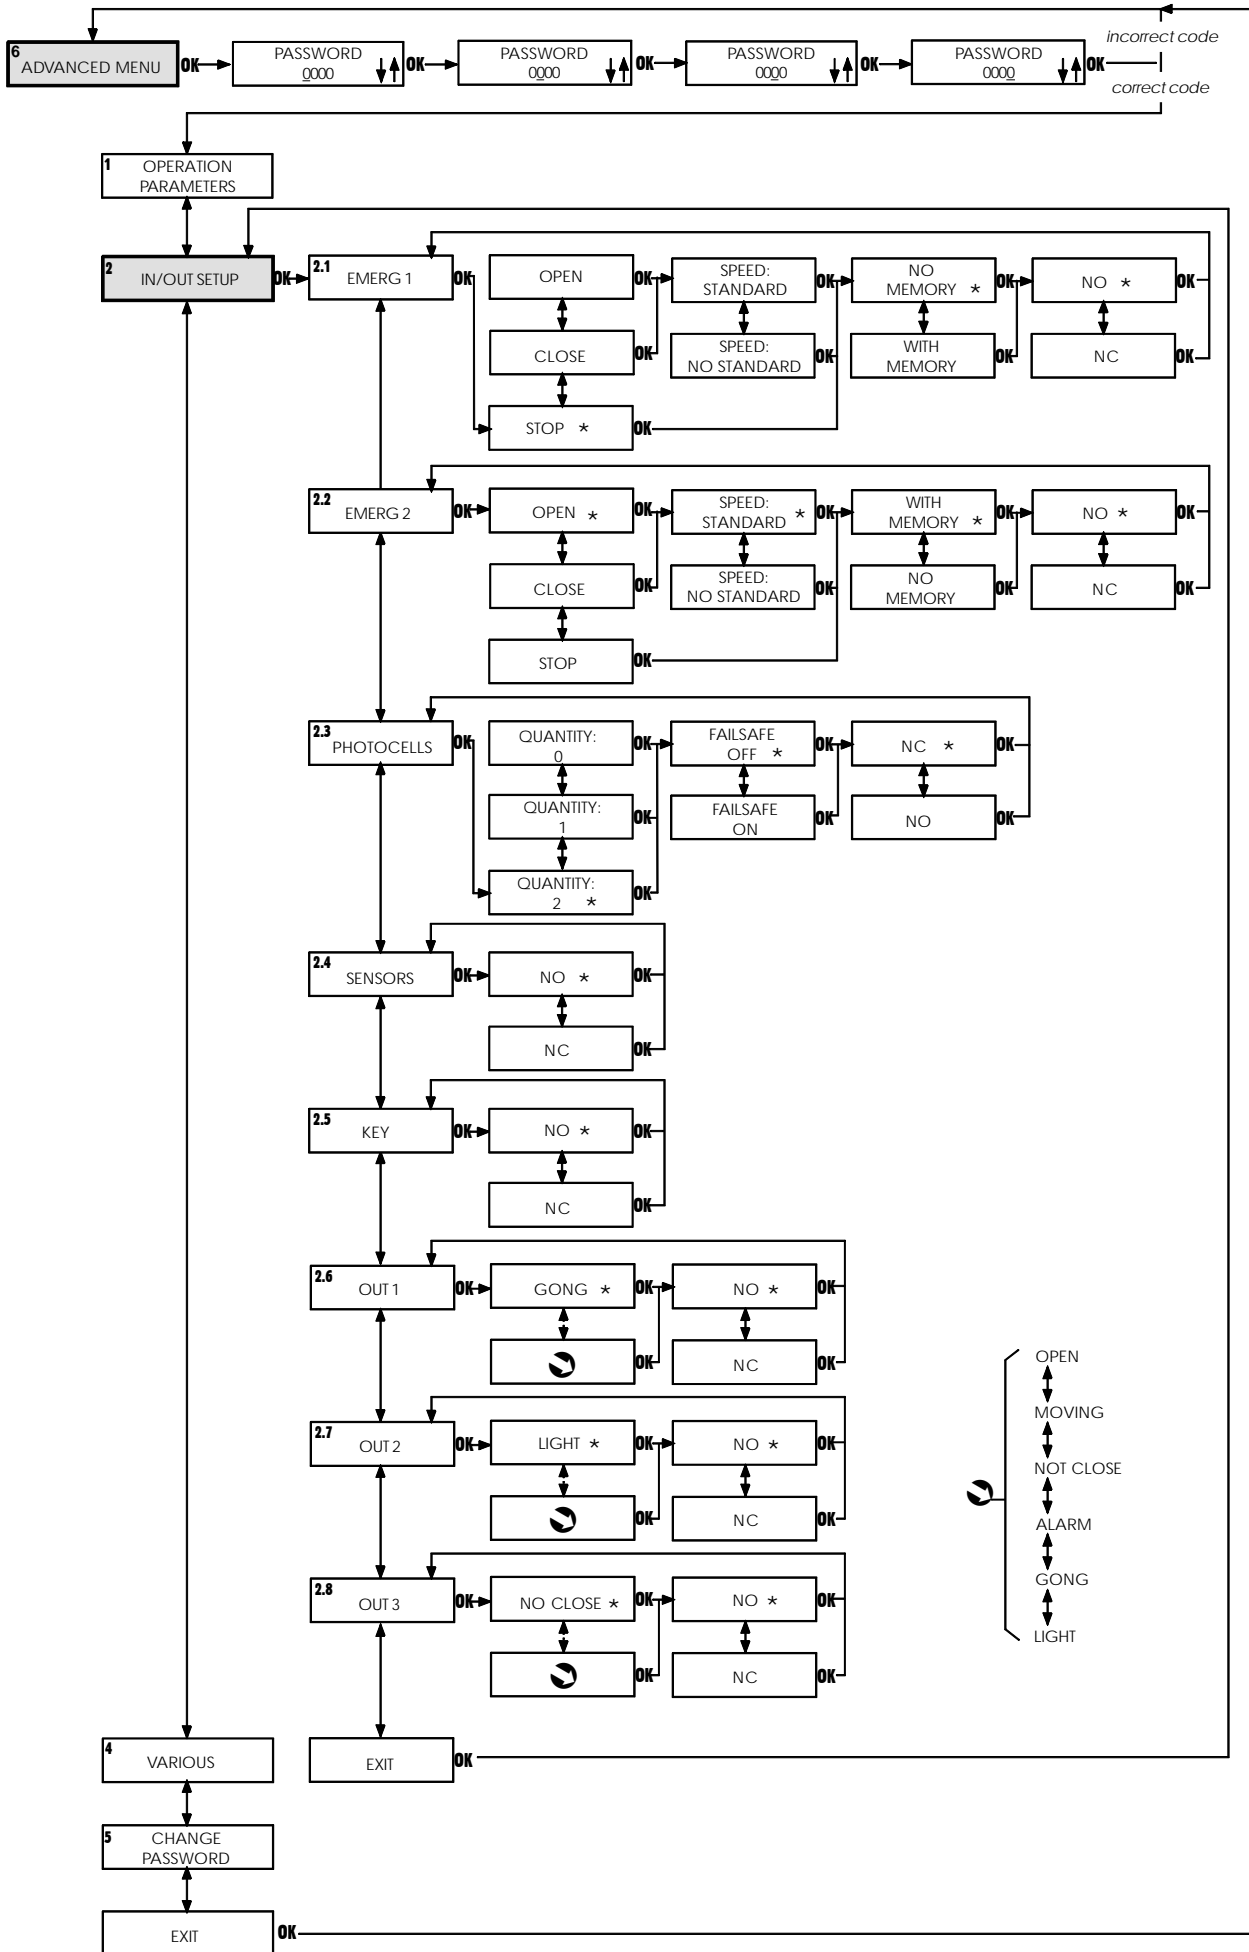 incorrect code
6
ADVANCED MENU
OK
PASSWORD
0000
OK
PASSWORD
0000
OK
PASSWORD
0000
OK
PASSWORD
0000
OK
correct code
1
OPERATION
PARAMETERS
2
IN/OUT SETUP
OK
2.1
EMERG 1
OK
OPEN
OK
SPEED:
STANDARD
OK
NO
MEMORY *
OK
NO *
OK
CLOSE
OK
SPEED:
NO STANDARD
OK
WITH
MEMORY
OK
NC
OK
STOP *
OK
2.2
EMERG 2
OK
OPEN *
OK
SPEED:
STANDARD *
OK
WITH
MEMORY *
OK
NO *
OK
CLOSE
OK
SPEED:
NO STANDARD
OK
NO
MEMORY
OK
NC
OK
STOP
OK
2.3
PHOTOCELLS
OK
QUANTITY:
0
OK
FAILSAFE
OFF *
OK
NC *
OK
QUANTITY:
1
OK
FAILSAFE
ON
OK
NO
OK
QUANTITY:
2 *
OK
2.4
SENSORS
OK
NO *
OK
NC
OK
2.5
KEY
OK
NO *
OK
NC
OK
2.6
OUT 1
OK
GONG *
OK
NO *
OK
OK
NC
OK
2.7
OUT 2
OK
LIGHT *
OK
NO *
OK
OK
NC
OK
2.8
OUT 3
OK
NO CLOSE *
OK
NO *
OK
OK
NC
OK
OPEN
MOVING
NOT CLOSE
ALARM
GONG
LIGHT
4
VARIOUS
EXIT
OK
5
CHANGE
PASSWORD
EXIT
OK